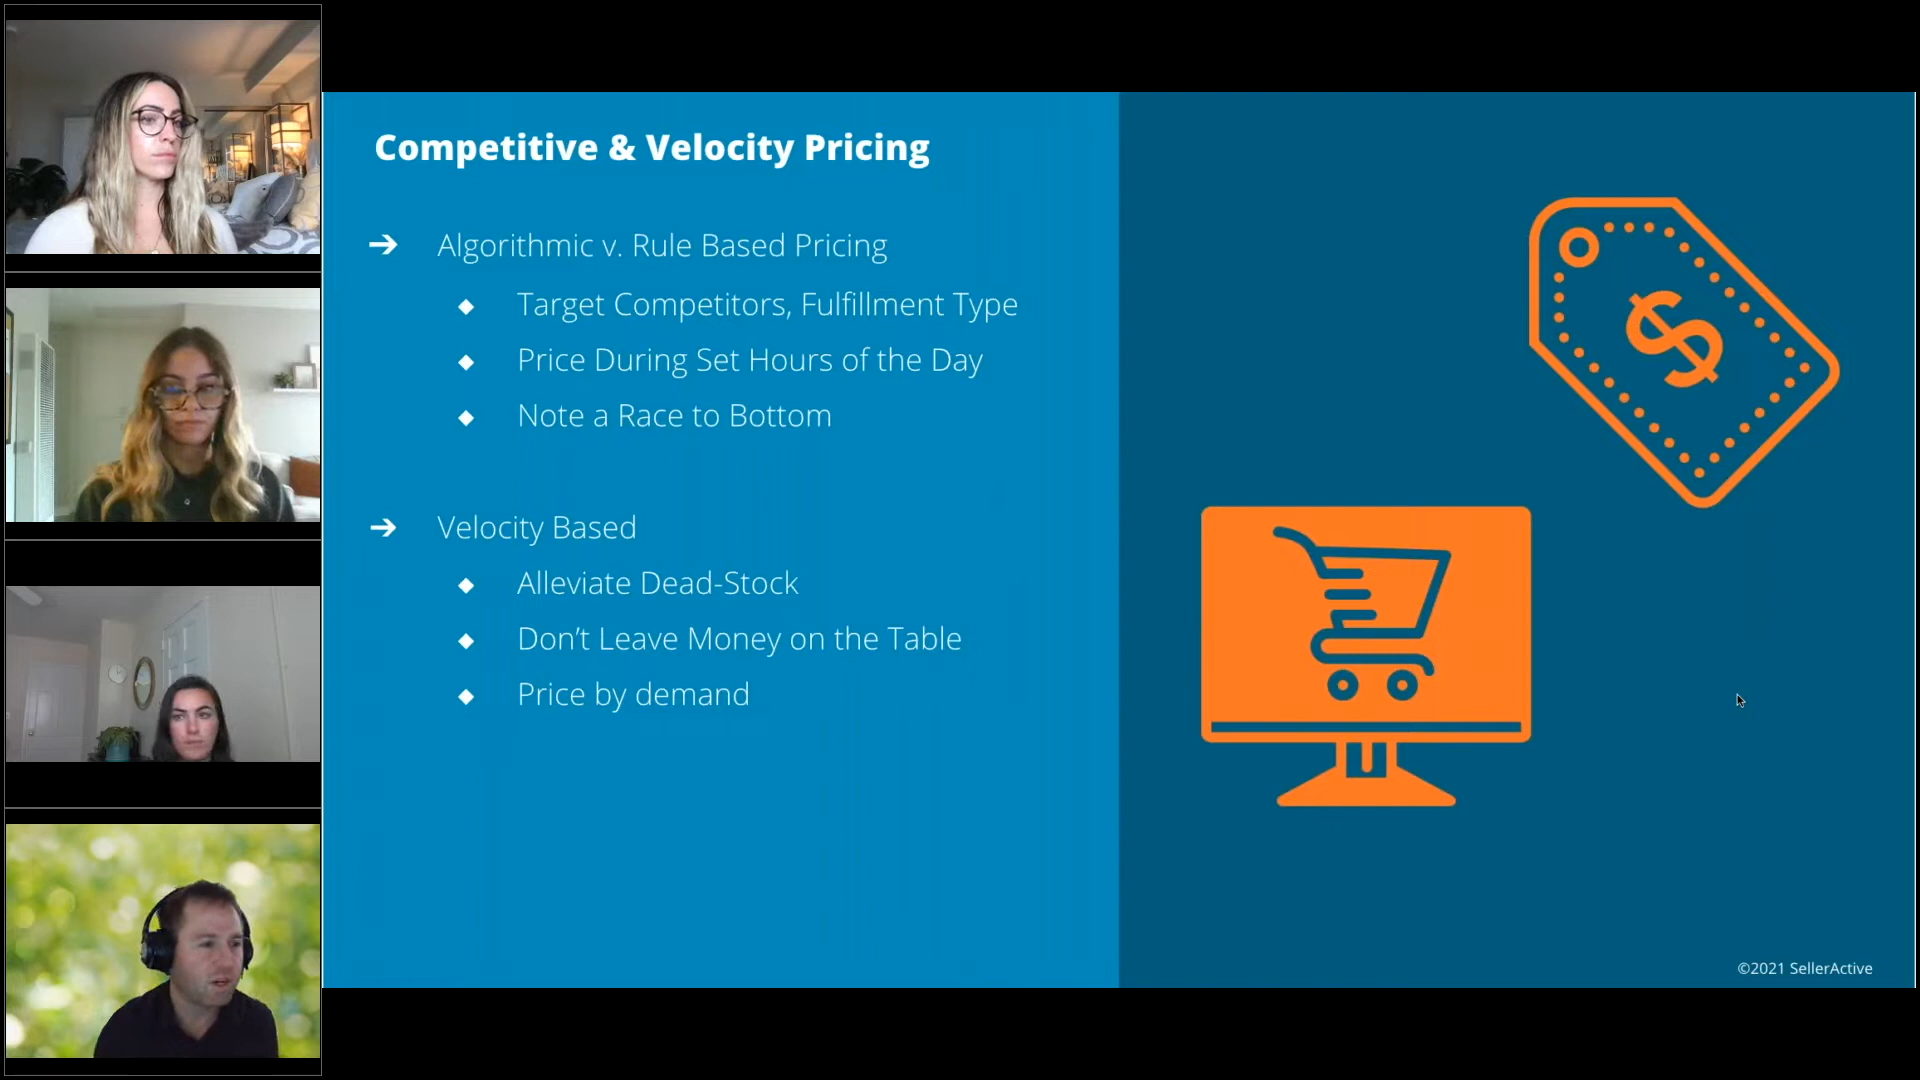 Competitive & Velocity Pricing
➔ Algorithmic v. Rule Based Pricing
◆ Target Competitors, Fulfillment Type
◆ Price During Set Hours of the Day
◆ Note a Race to Bottom
➔ Velocity Based
◆ Alleviate Dead-Stock
◆ Don’t Leave Money on the Table
◆ Price by demand
$
©2021 SellerActive